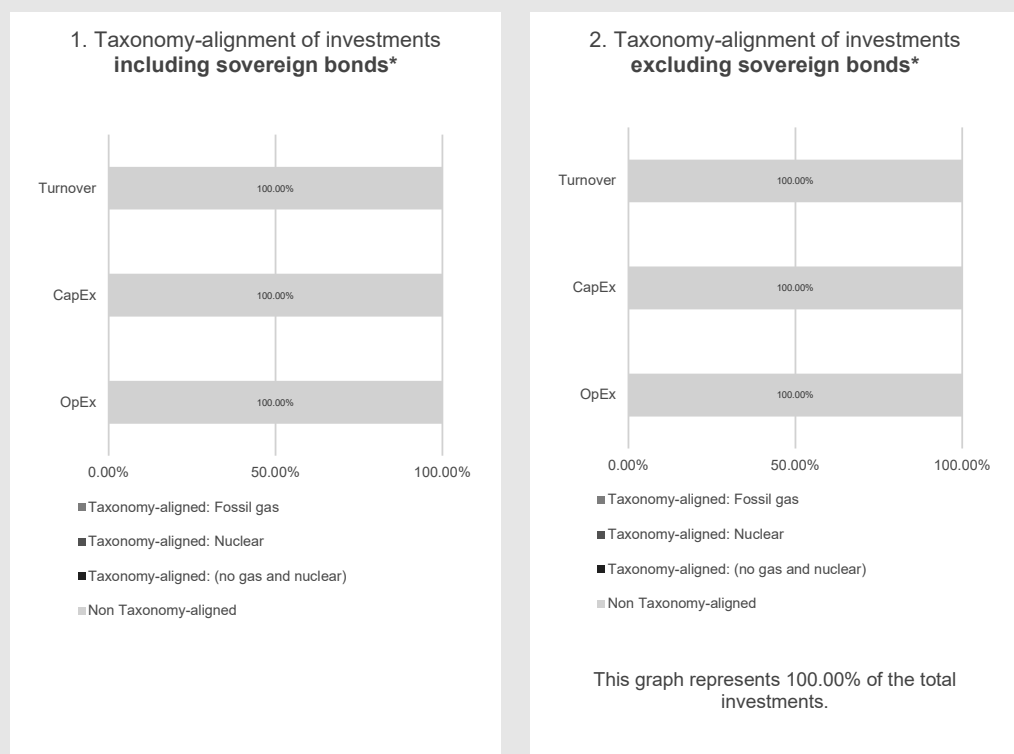 1. Taxonomy-alignment of investments
including sovereign bonds*
Turnover
100.00%
CapEx
100.00%
OpEx
100.00%
0.00%
50.00%
100.00%
Taxonomy-aligned: Fossil gas
Taxonomy-aligned: Nuclear
Taxonomy-aligned: (no gas and nuclear)
Non Taxonomy-aligned
2. Taxonomy-alignment of investments
excluding sovereign bonds*
Turnover
100.00%
CapEx
100.00%
OpEx
100.00%
0.00%
50.00%
100.00%
Taxonomy-aligned: Fossil gas
Taxonomy-aligned: Nuclear
Taxonomy-aligned: (no gas and nuclear)
Non Taxonomy-aligned
This graph represents 100.00% of the total
investments.